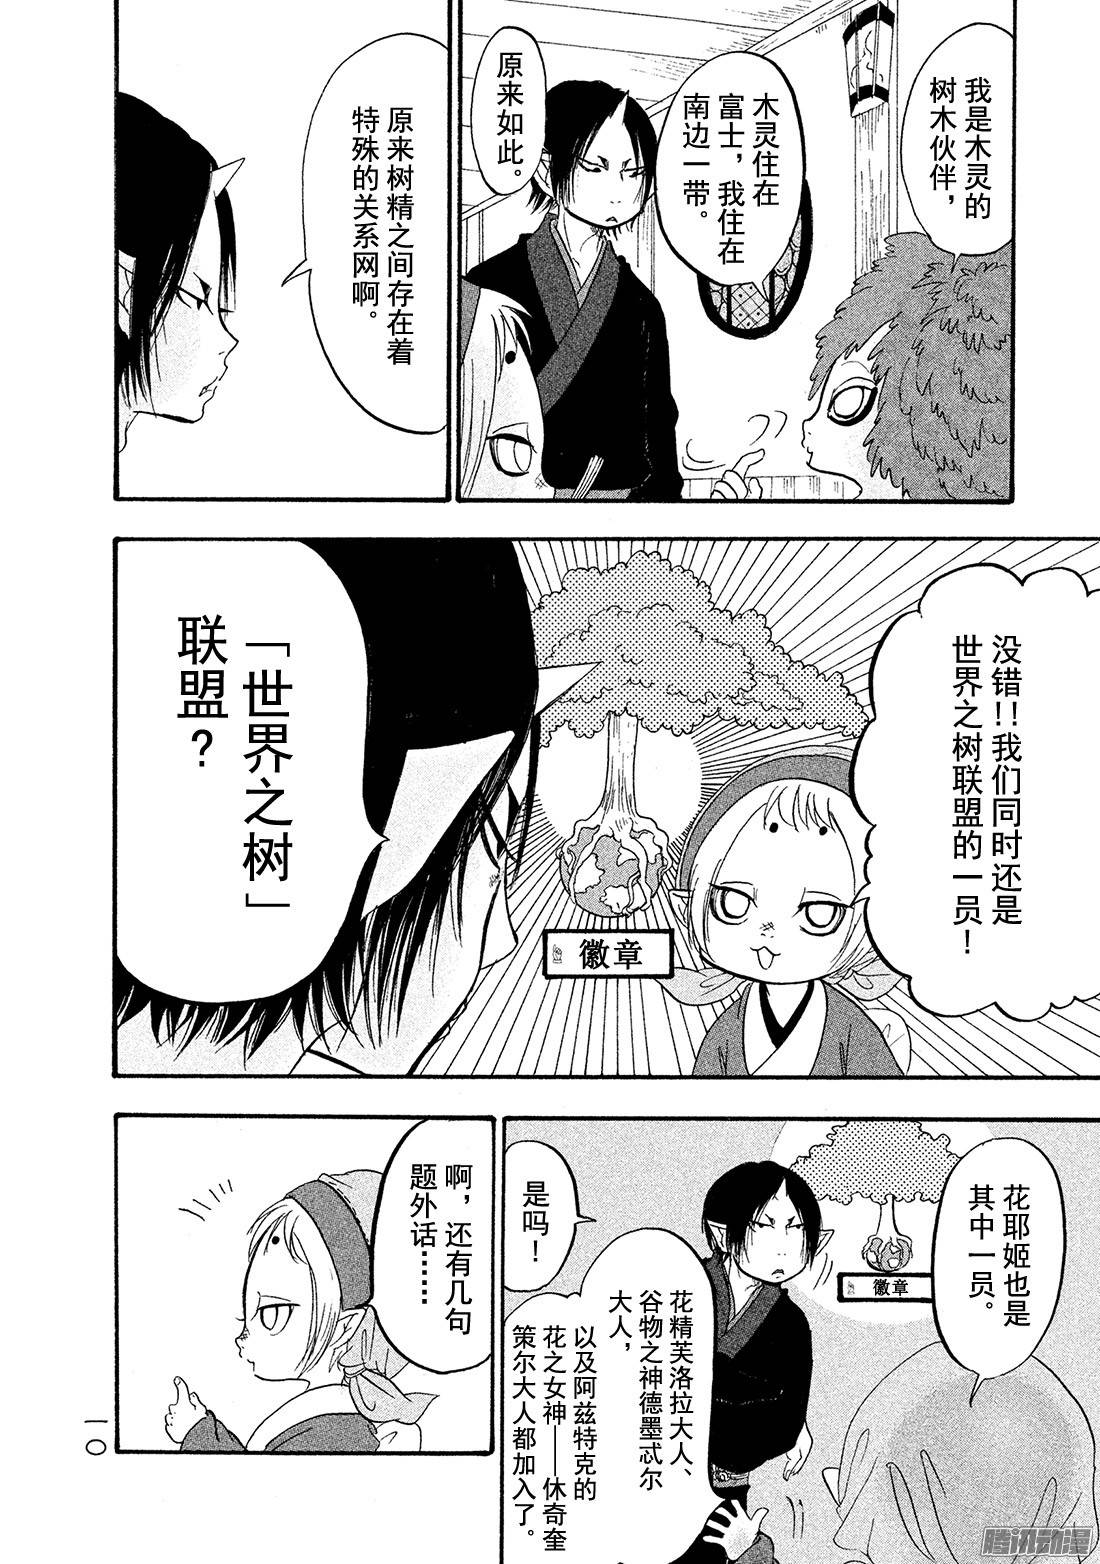 我是木灵的
树木伙伴，
木灵住在
富士，我住在
南边一带。
原来如此。
原来树精之间存在着
特殊的关系网啊。
没错!!我们同时还是
世界之树联盟的一员！
徽章
「世界之树」
联盟？
花耶姬也是
其中一员。
徽章
是吗！
花精芙洛拉大人、
谷物之神德墨忒尔
大人，
以及阿兹特克的
花之女神——休奇奎
策尔大人都加入了。
啊，还有几句
题外话……
一〇
腾讯动漫